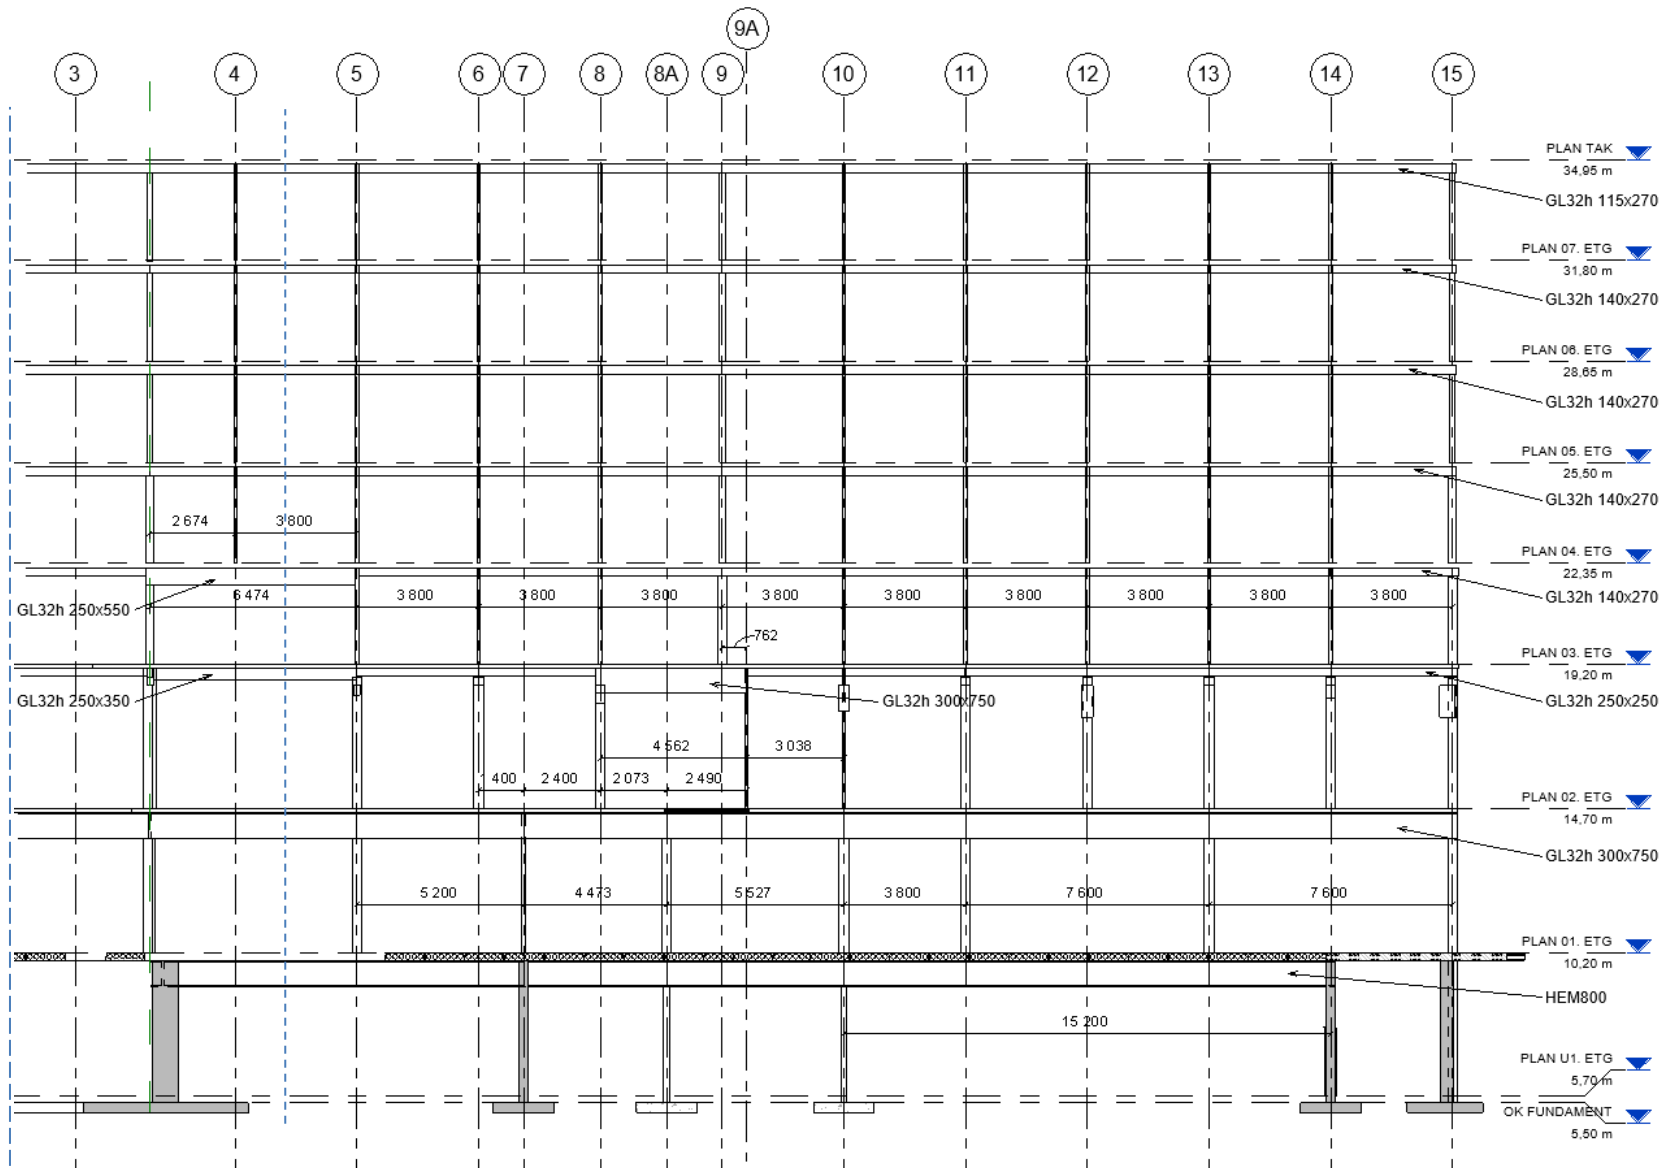 9A
3 4 5 6 7 8 8A 9 10 11 12 13 14 15
PLAN TAK
34,95 m
GL32h 115x270
PLAN 07. ETG
31,80 m
GL32h 140x270
PLAN 06. ETG
28,65 m
GL32h 140x270
PLAN 05. ETG
25,50 m
GL32h 140x270
2 674 3 800
PLAN 04. ETG
22,35 m
GL32h 250x550
6 474 3 800 3 800 3 800 3 800 3 800 3 800 3 800 3 800
GL32h 140x270
762
PLAN 03. ETG
19,20 m
GL32h 250x350
GL32h 300x750
GL32h 250x250
4 562 3 038
400 2 400 2 073 2 490
PLAN 02. ETG
14,70 m
GL32h 300x750
5 200 4 473 5 527 3 800 7 600 7 600
PLAN 01. ETG
10,20 m
HEM800
15 200
PLAN U1. ETG
5,70 m
OK FUNDAMENT
5,50 m